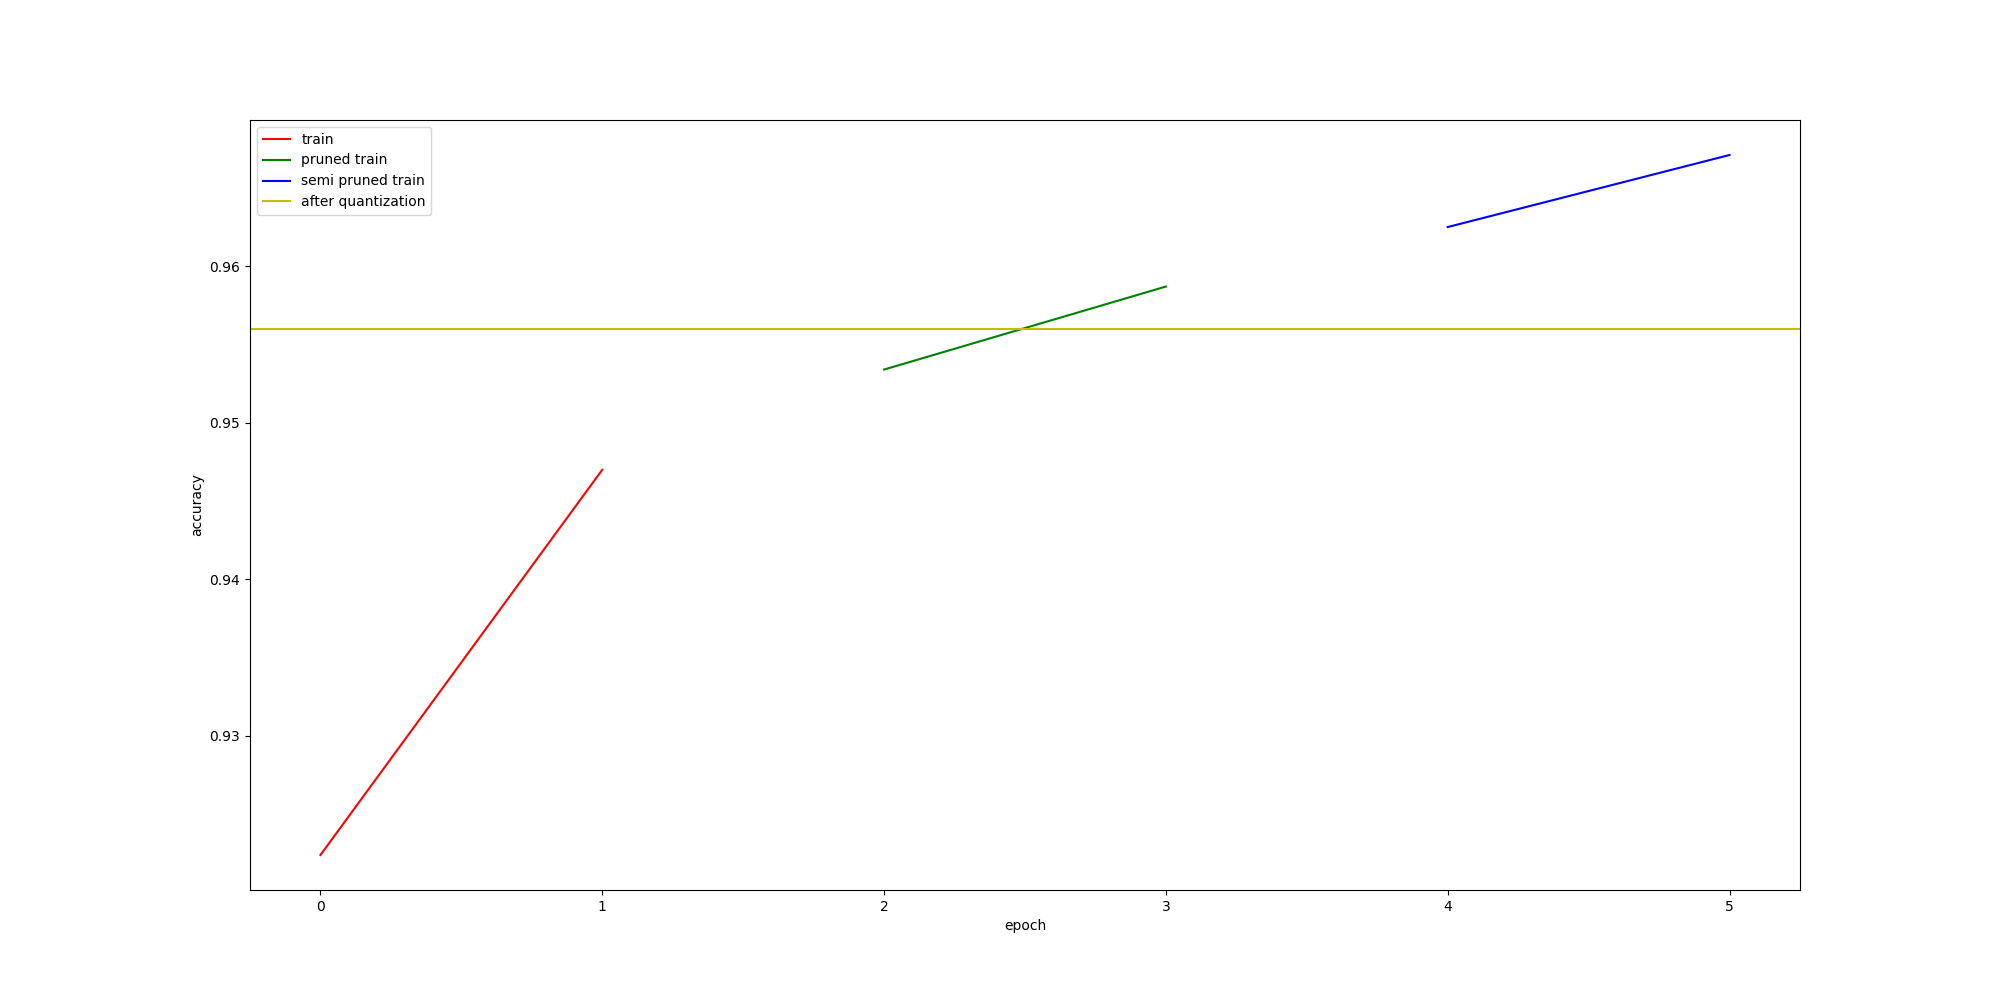 train
pruned train
semi pruned train
after quantization
0.96
0.95
0.94
0.93
accuracy
0 1 2 3 4 5
epoch